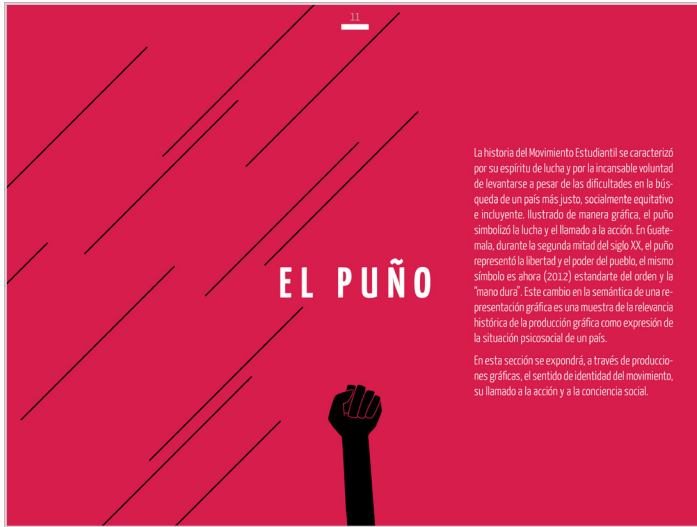 11
EL PUÑO
La historia del Movimiento Estudiantil se caracterizó
por su espíritu de lucha y por la incansable voluntad
de levantarse a pesar de las dificultades en la bús-
queda de un país más justo, socialmente equitativo
e incluyente. Ilustrado de manera gráfica, el puño
simbolizó la lucha y el llamado a la acción. En Guate-
mala, durante la segunda mitad del siglo XX, el puño
representó la libertad y el poder del pueblo, el mismo
símbolo es ahora (2012) estandarte del orden y la
"mano dura". Este cambio en la semántica de una re-
presentación gráfica es una muestra de la relevancia
histórica de la producción gráfica como expresión de
la situación psicosocial de un país.
En esta sección se expondrá, a través de produccio-
nes gráficas, el sentido de identidad del movimiento,
su llamado a la acción y a la conciencia social.